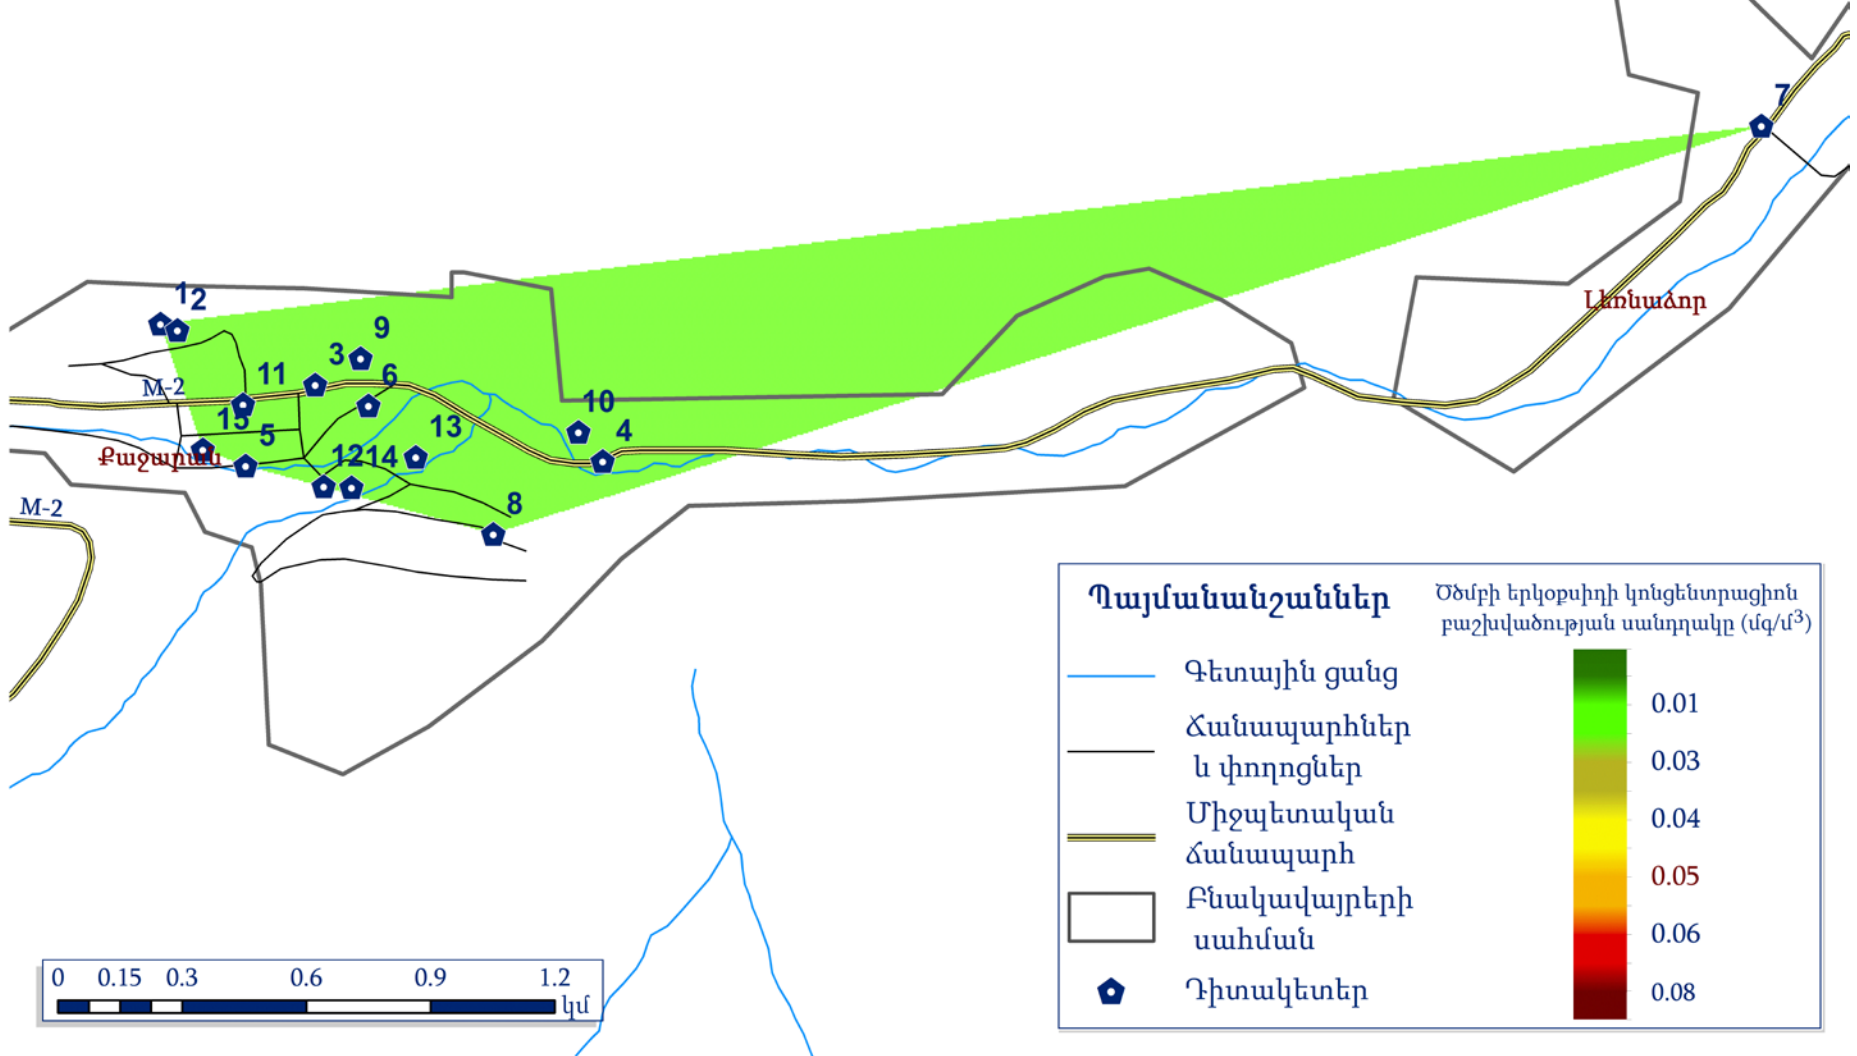 7
Լեռնաձոր
1
2
9
3
6
11
М-2
10
15
5
13
4
Քաջարան
12
14
8
М-2
Պայմանանշաններ
Ծծմբի երկօքսիդի կոնցենտրացիոն
բաշխվածության սանդղակը (մգ/մ³)
Գետային ցանց
Ճանապարհներ
և փողոցներ
Միջպետական
ճանապարհ
Բնակավայրերի
սահման
Դիտակետեր
0.01
0.03
0.04
0.05
0.06
0.08
0 0.15 0.3 0.6 0.9 1.2
կմ